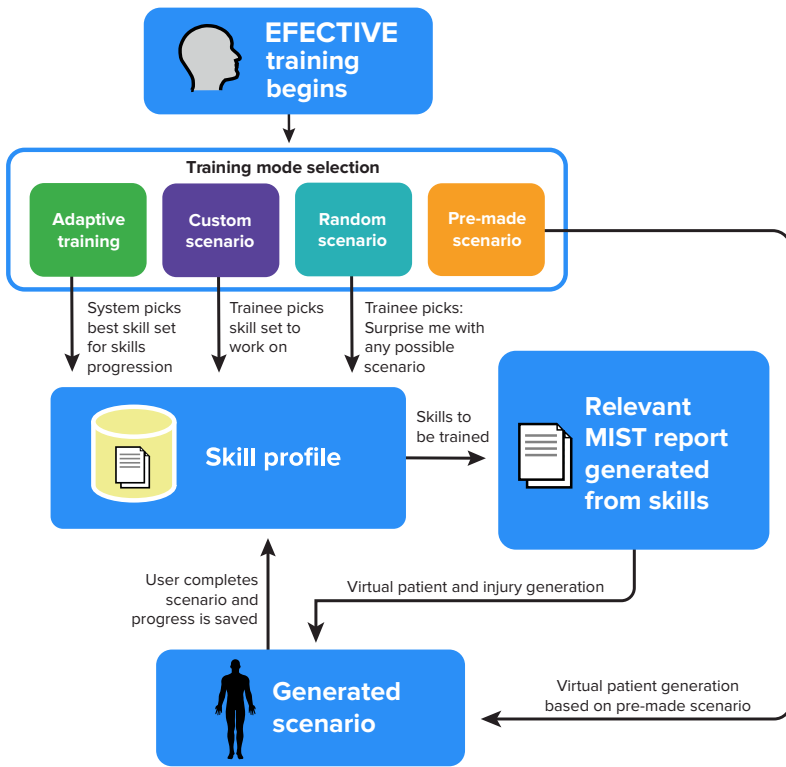 EFECTIVE
training
begins
Training mode selection
Adaptive
training
Custom
scenario
Random
scenario
Pre-made
scenario
System picks
best skill set
for skills
progression
Trainee picks
skill set to
work on
Trainee picks:
Surprise me with
any possible
scenario
Skill profile
Skills to
be trained
Relevant
MIST report
generated
from skills
User completes
scenario and
progress is saved
Virtual patient and injury generation
Generated
scenario
Virtual patient generation
based on pre-made scenario